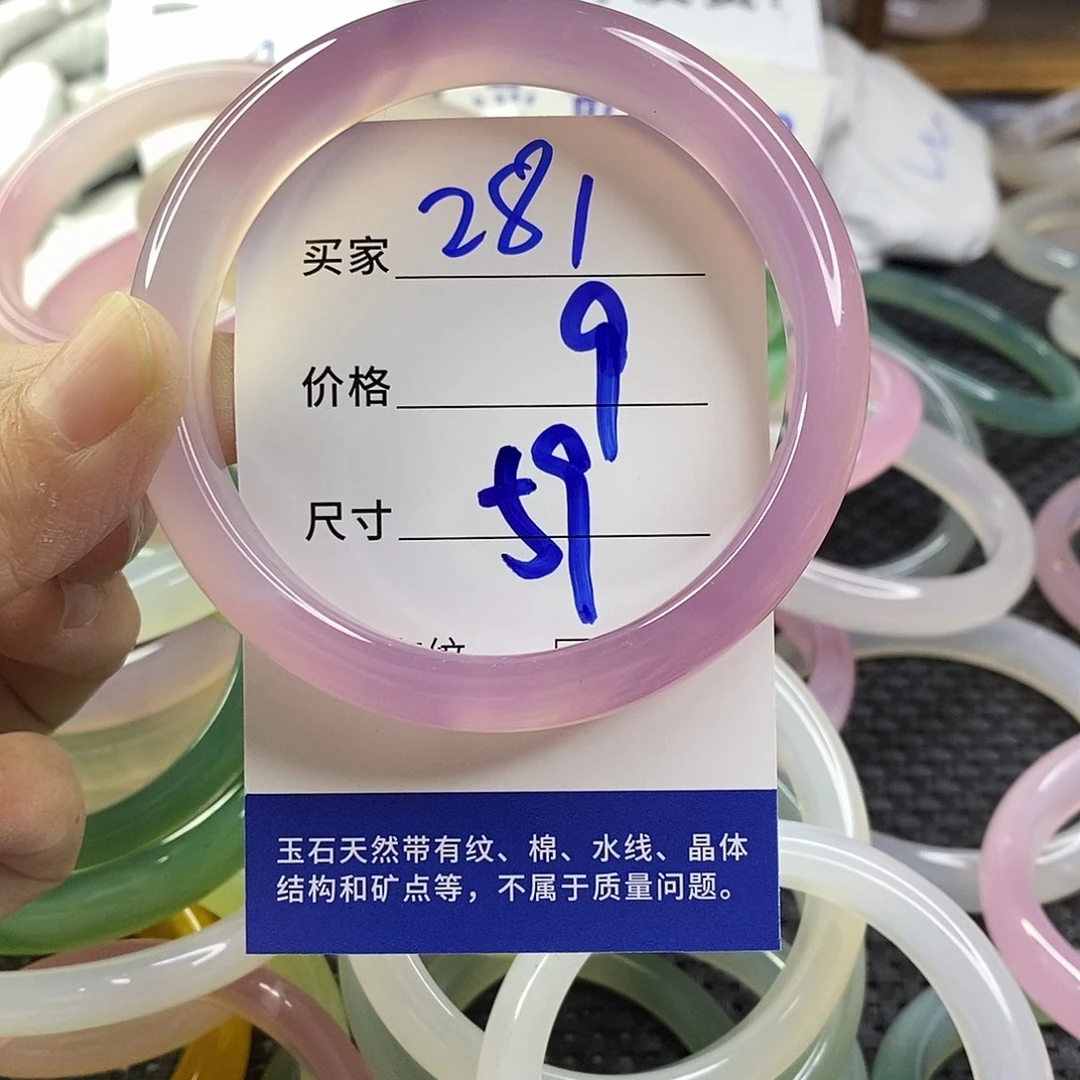 买家 281
价格 9
尺寸 59
纹
玉石天然带有纹、棉、水线、晶体
结构和矿点等，不属于质量问题。